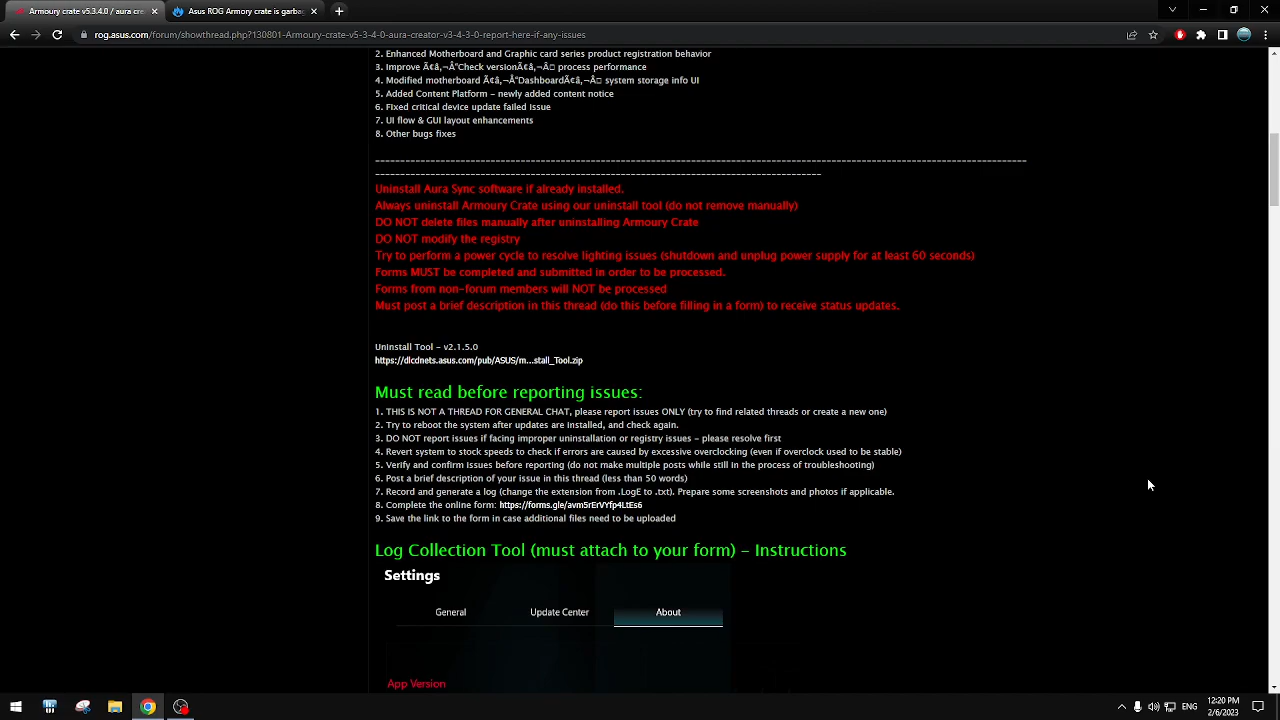 Armoury crate v5.3.4.0 / aura cre
Asus ROG Armory crate is garbe
rog.asus.com/forum/showthread.php?130801-Armoury-crate-v5-3-4-0-aura-creator-v3-4-3-0-report-here-if-any-issues
2. Enhanced Motherboard and Graphic card series product registration behavior
3. Improve Ã¢â‚¬Å“Check versionÃ¢â‚¬Â□ process performance
4. Modified motherboard Ã¢â‚¬Å“DashboardÃ¢â‚¬Â□ system storage info UI
5. Added Content Platform - newly added content notice
6. Fixed critical device update failed issue
7. UI flow & GUI layout enhancements
8. Other bugs fixes
Uninstall Aura Sync software if already installed.
Always uninstall Armoury Crate using our uninstall tool (do not remove manually)
DO NOT delete files manually after uninstalling Armoury Crate
DO NOT modify the registry
Try to perform a power cycle to resolve lighting issues (shutdown and unplug power supply for at least 60 seconds)
Forms MUST be completed and submitted in order to be processed.
Forms from non-forum members will NOT be processed
Must post a brief description in this thread (do this before filling in a form) to receive status updates.
Uninstall Tool - v2.1.5.0
https://dlcdnets.asus.com/pub/ASUS/m...stall_Tool.zip
Must read before reporting issues:
1. THIS IS NOT A THREAD FOR GENERAL CHAT, please report issues ONLY (try to find related threads or create a new one)
2. Try to reboot the system after updates are installed, and check again.
3. DO NOT report issues if facing improper uninstallation or registry issues - please resolve first
4. Revert system to stock speeds to check if errors are caused by excessive overclocking (even if overclock used to be stable)
5. Verify and confirm issues before reporting (do not make multiple posts while still in the process of troubleshooting)
6. Post a brief description of your issue in this thread (less than 50 words)
7. Record and generate a log (change the extension from .LogE to .txt). Prepare some screenshots and photos if applicable.
8. Complete the online form: https://forms.gle/avm5rErVYfp4LtEs6
9. Save the link to the form in case additional files need to be uploaded
Log Collection Tool (must attach to your form) - Instructions
Settings
General Update Center About
App Version
ENG
12:20 PM
2/6/2023